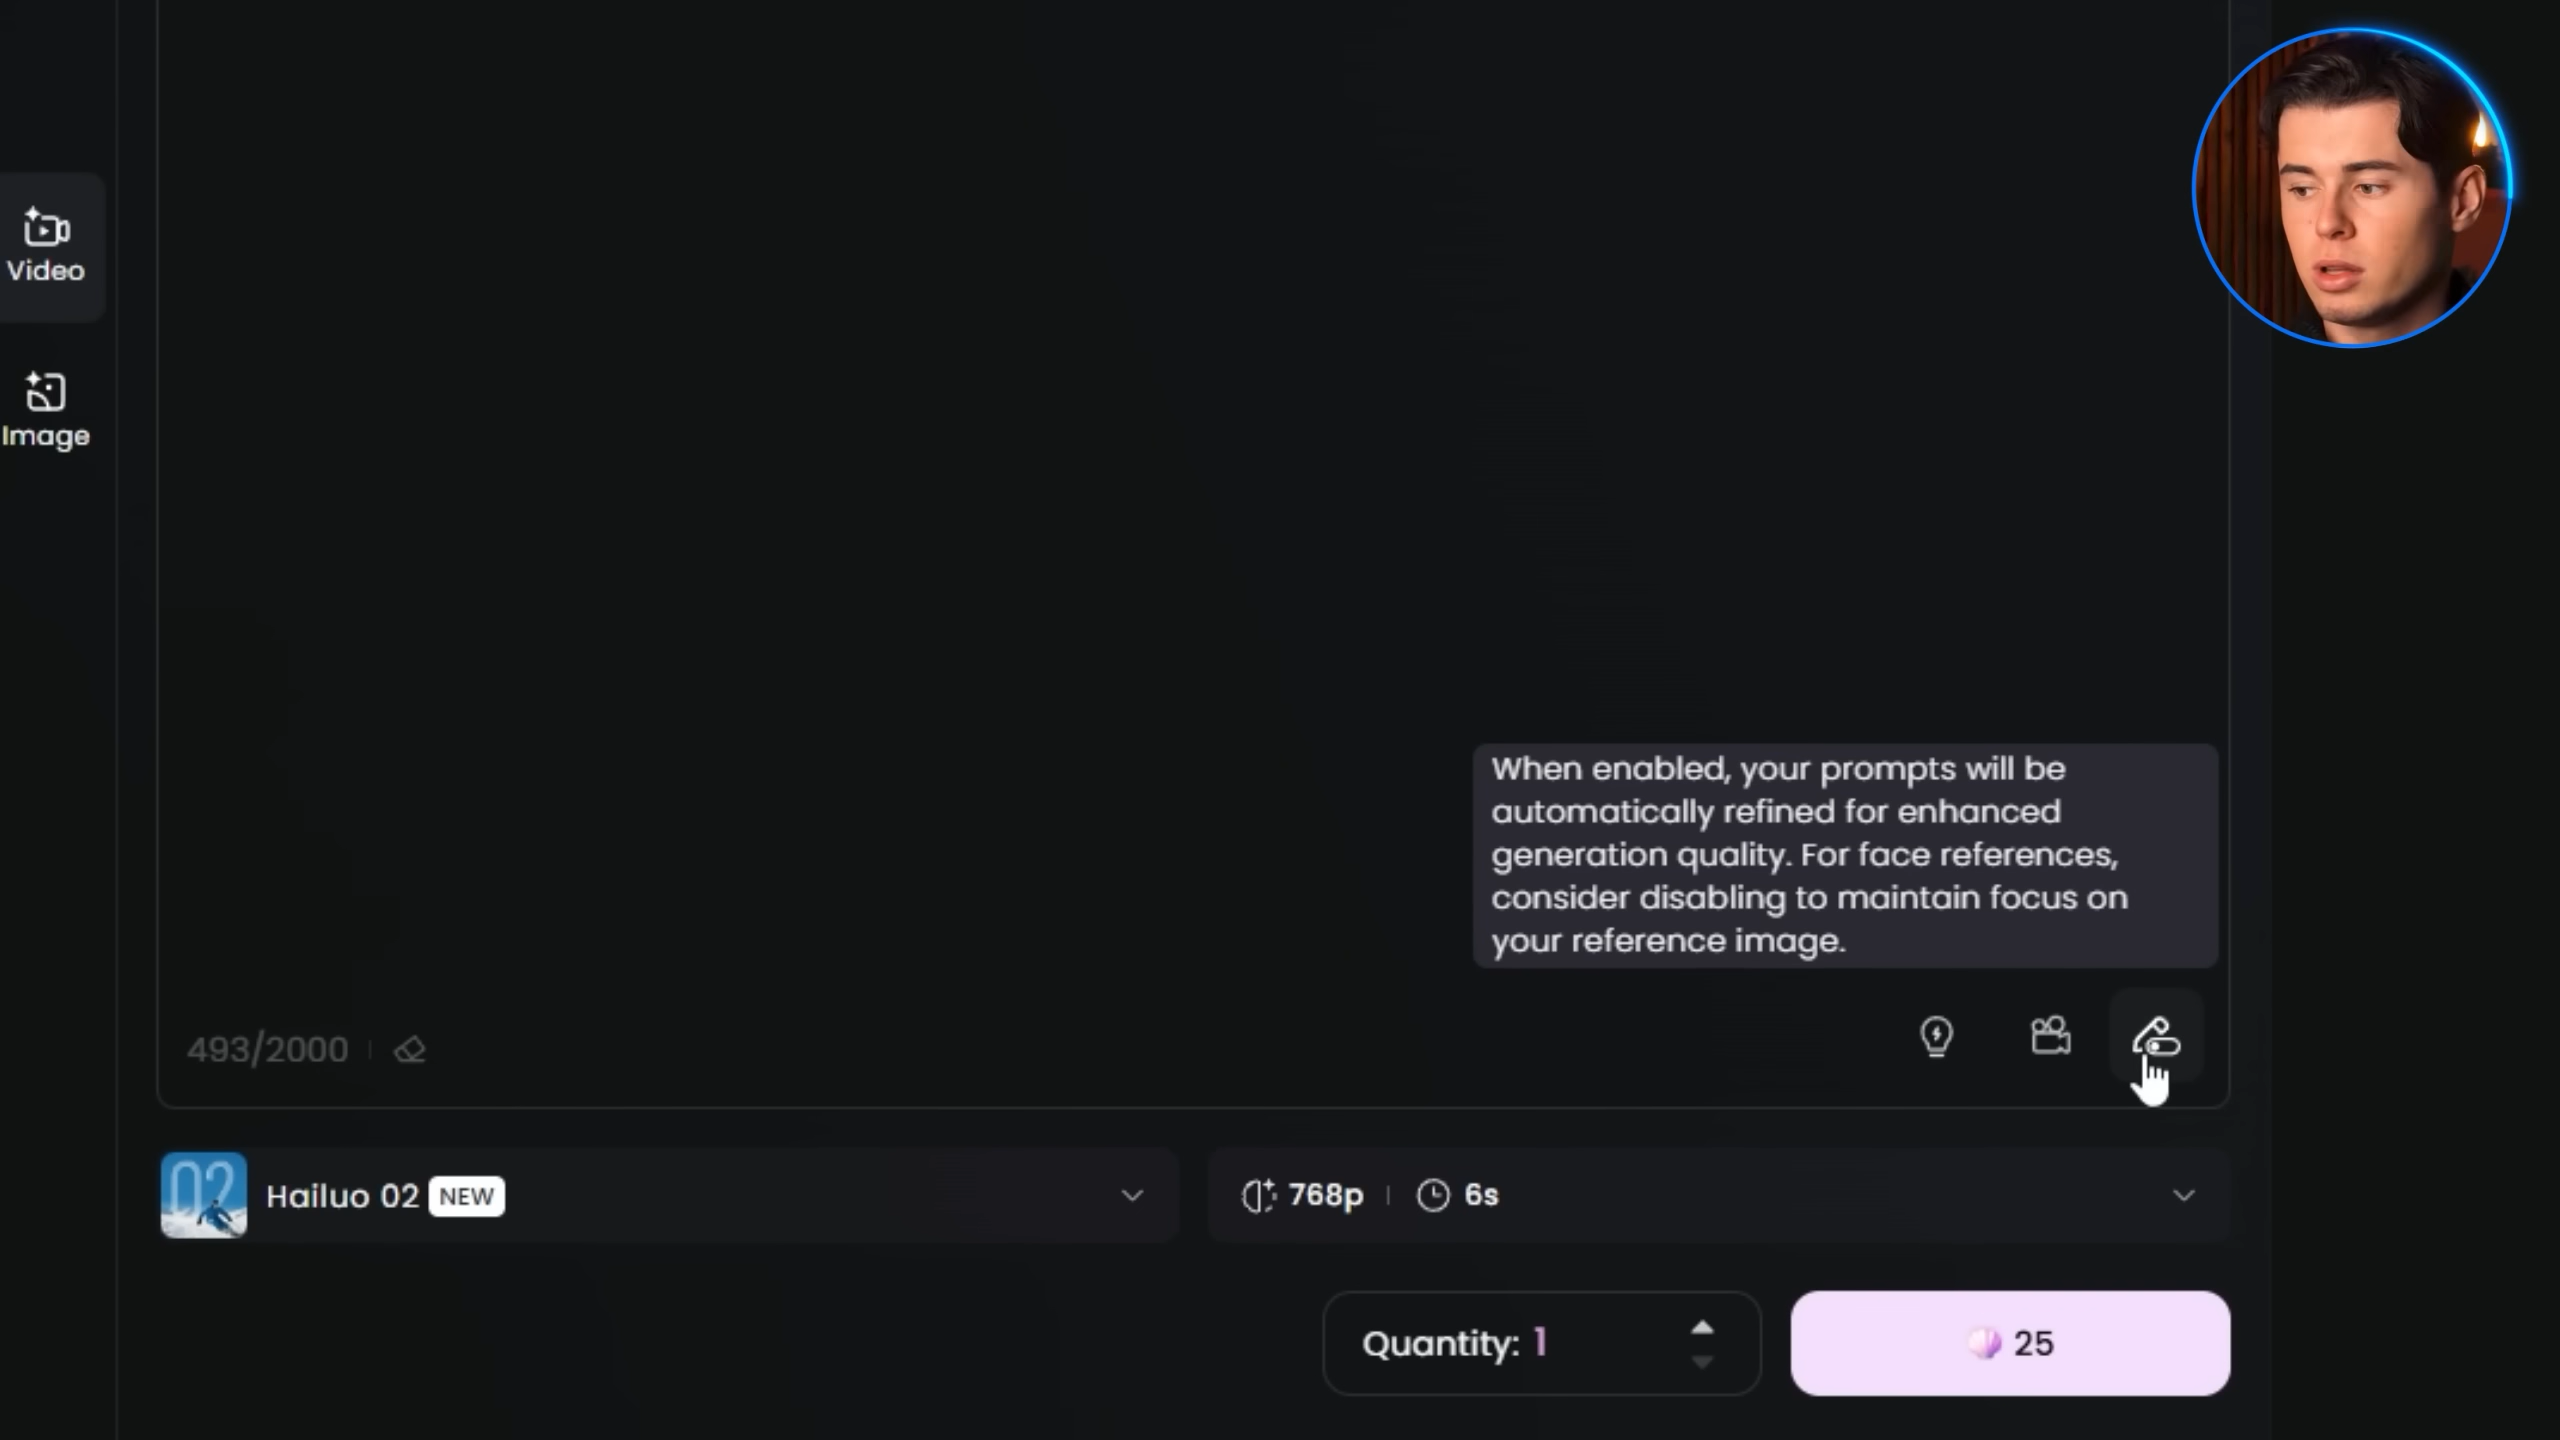 Video
Image
When enabled, your prompts will be
automatically refined for enhanced
generation quality. For face references,
consider disabling to maintain focus on
your reference image.
493/2000
02
Hailuo 02 NEW
768p 6s
Quantity: 1
25